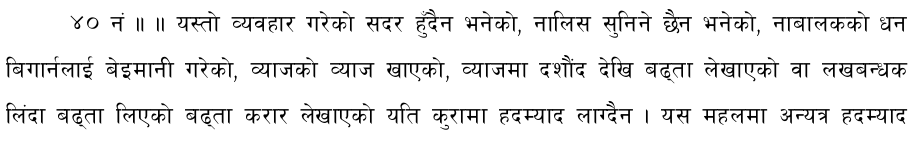 ४० नं ॥ ॥ यस्तो व्यवहार गरेको सदर हुँदैन भनेको, नालिस सुनिने छैन भनेको, नाबालकको धन
बिगार्नलाई बेइमानी गरेको, व्याजको व्याज खाएको, व्याजमा दशौंद देखि बढ्ता लेखाएको वा लखबन्धक
लिंदा बढ्ता लिएको बढ्ता करार लेखाएको यति कुरामा हदम्याद लाग्दैन । यस महलमा अन्यत्र हदम्याद